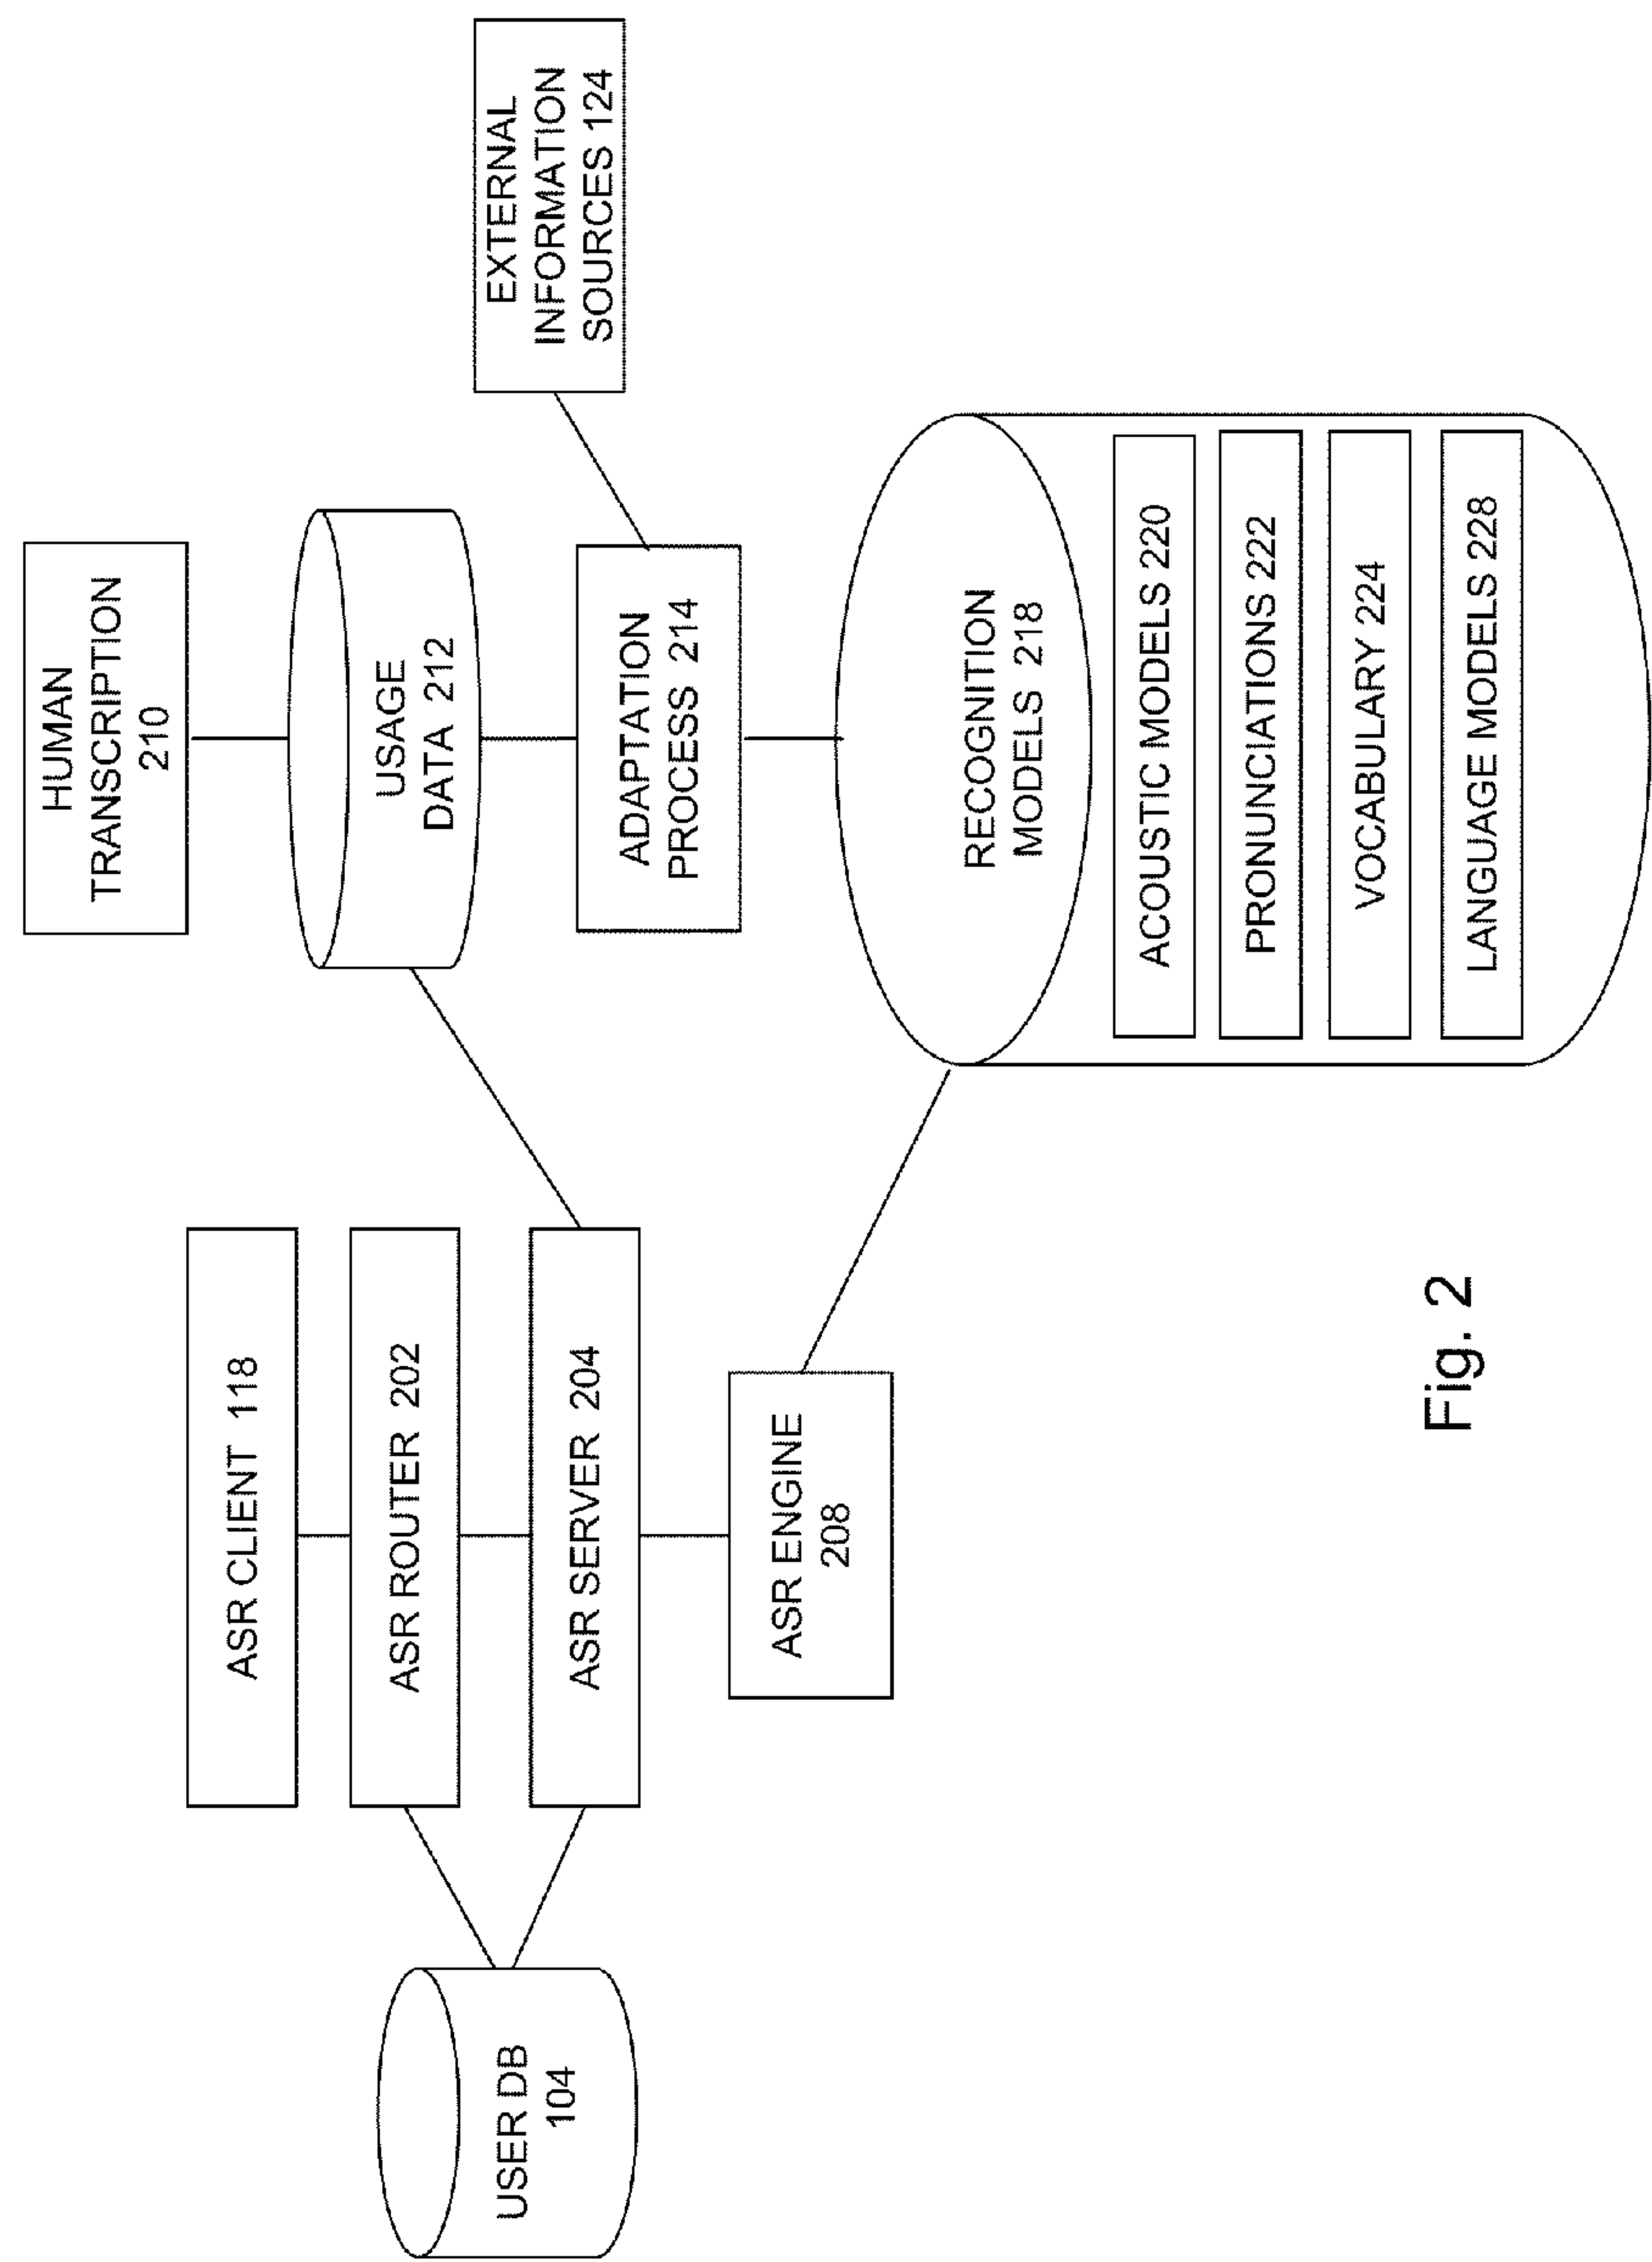 HUMAN
TRANSCRIPTION
210
USAGE
DATA 212
EXTERNAL
INFORMATION
SOURCES 124
ADAPTATION
PROCESS 214
ASR CLIENT 118
ASR ROUTER 202
ASR SERVER 204
ASR ENGINE
208
USER DB
104
RECOGNITION
MODELS 218
ACOUSTIC MODELS 220
PRONUNCIATIONS 222
VOCABULARY 224
LANGUAGE MODELS 228
Fig. 2